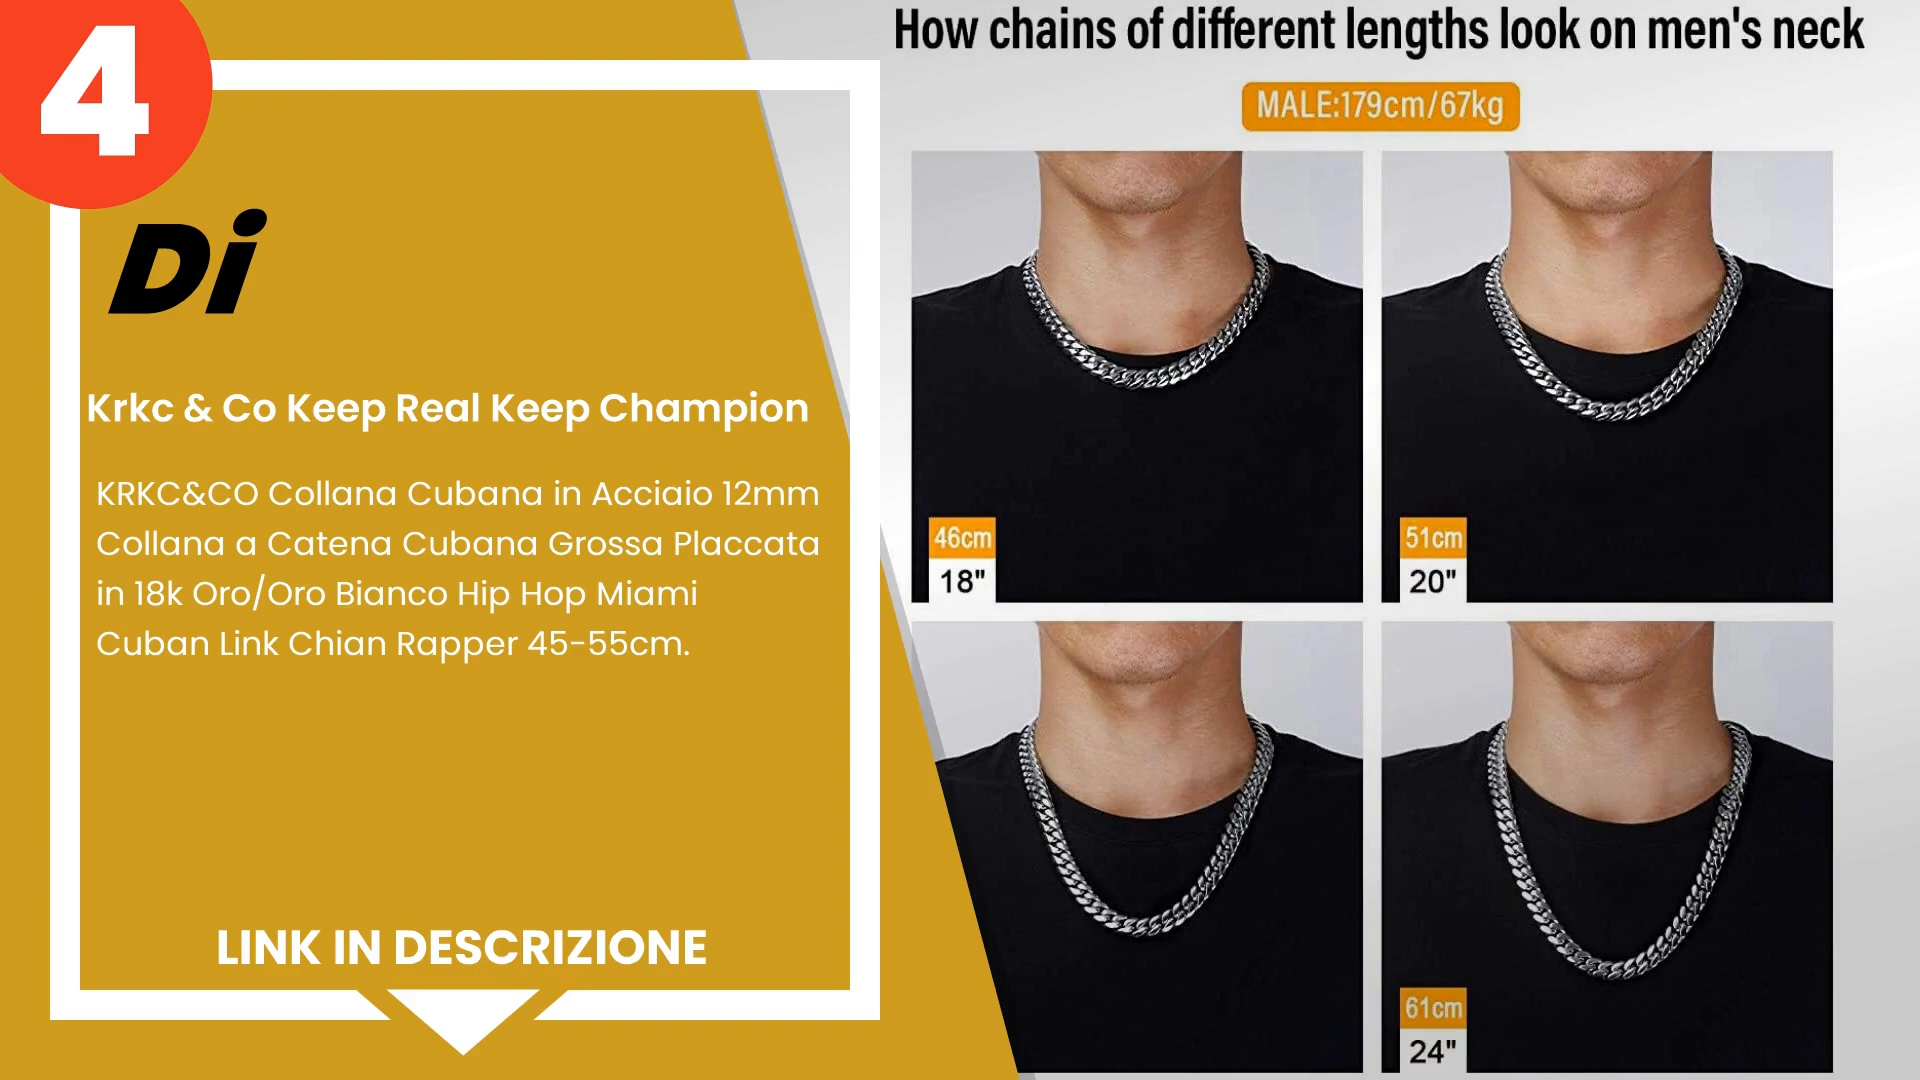 4
Di
Krkc & Co Keep Real Keep Champion
KRKC&CO Collana Cubana in Acciaio 12mm
Collana a Catena Cubana Grossa Placcata
in 18k Oro/Oro Bianco Hip Hop Miami
Cuban Link Chian Rapper 45-55cm.
LINK IN DESCRIZIONE
How chains of different lengths look on men's neck
MALE:179cm/67kg
46cm
18"
51cm
20"
61cm
24"